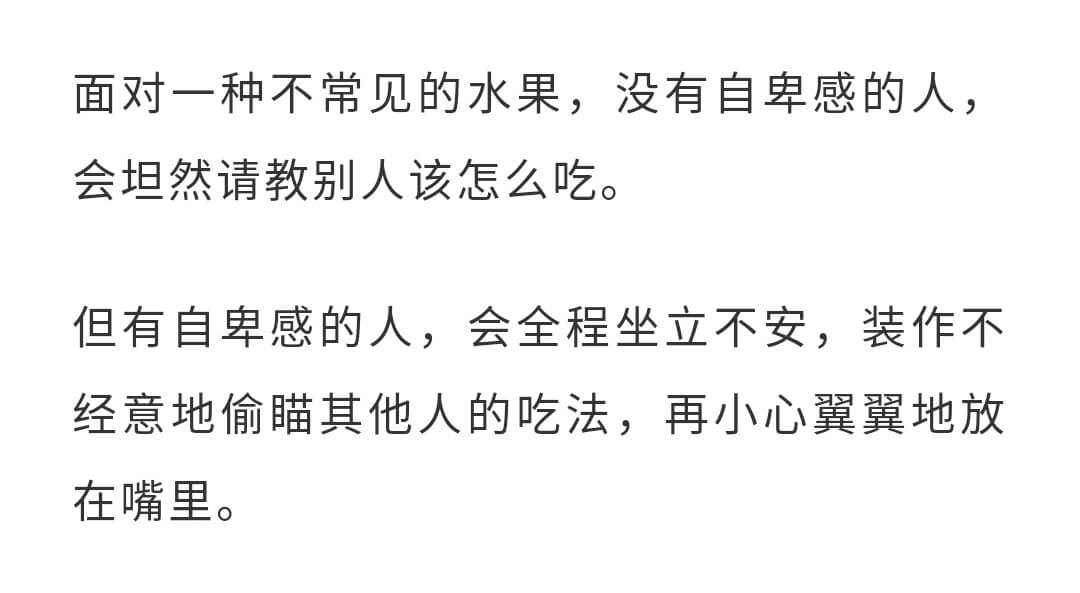 面对一种不常见的水果，没有自卑感的人，
会坦然请教别人该怎么吃。
但有自卑感的人，会全程坐立不安，装作不
经意地偷瞄其他人的吃法，再小心翼翼地放
在嘴里。